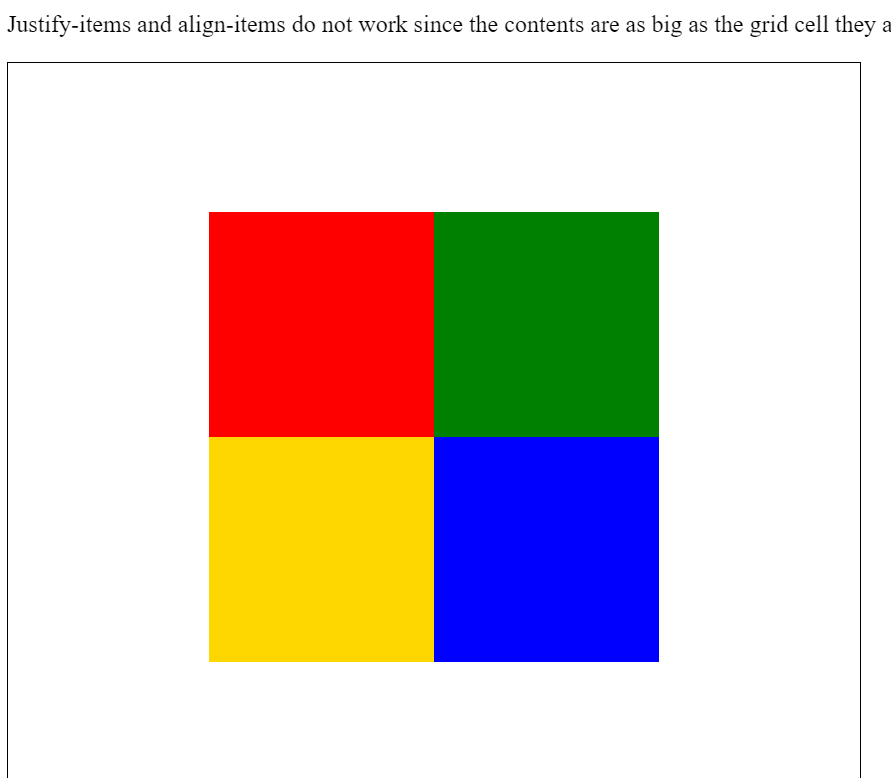 Justify-items and align-items do not work since the contents are as big as the grid cell they